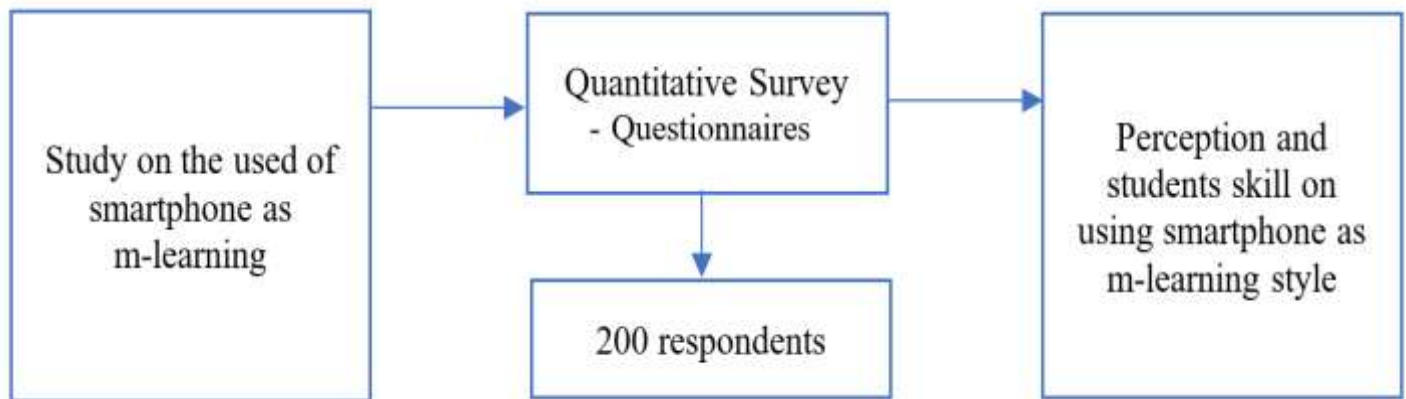 Study on the used of
smartphone as
m-learning
Quantitative Survey
- Questionnaires
200 respondents
Perception and
students skill on
using smartphone as
m-learning style